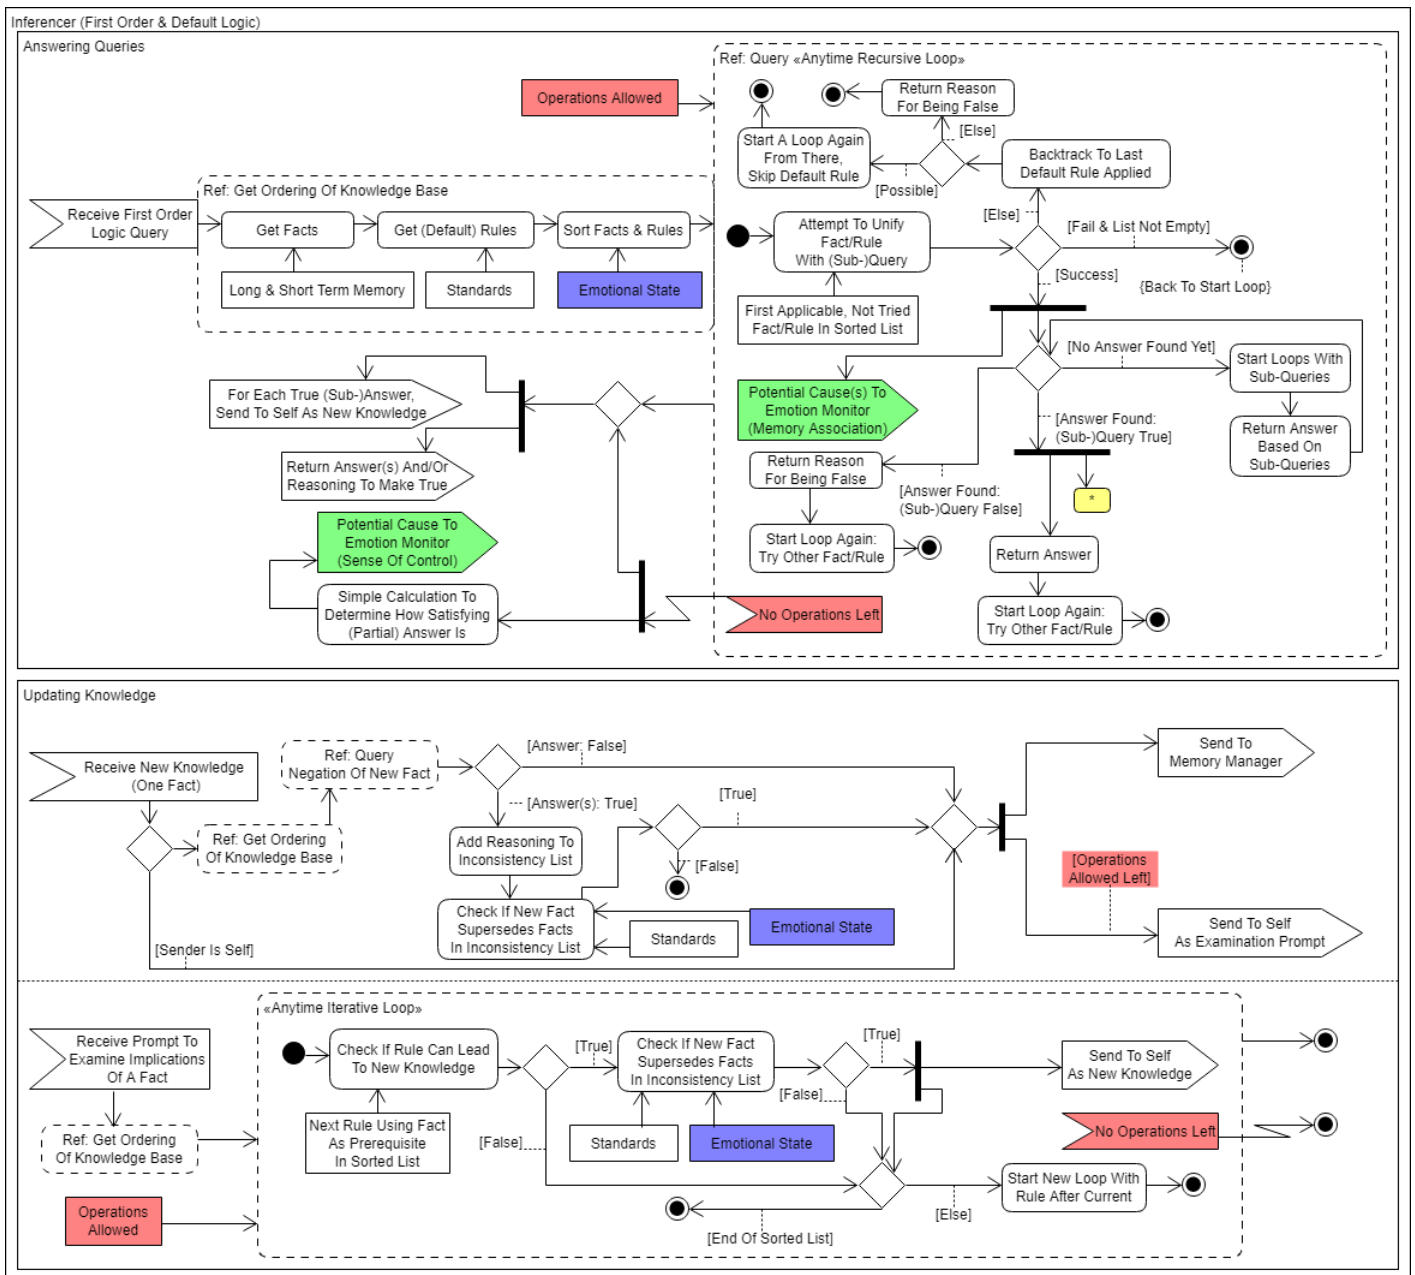 Inferencer (First Order & Default Logic)
Answering Queries
Ref: Query «Anytime Recursive Loop»
Operations Allowed
Return Reason
For Being False
[Else]
Start A Loop Again
From There,
Skip Default Rule
[Possible]
Backtrack To Last
Default Rule Applied
Ref: Get Ordering Of Knowledge Base
Receive First Order
Logic Query
Get Facts
Get (Default) Rules
Sort Facts & Rules
Long & Short Term Memory
Standards
Emotional State
Attempt To Unify
Fact/Rule
With (Sub-)Query
[Else]
[Fail & List Not Empty]
[Success]
{Back To Start Loop}
First Applicable, Not Tried
Fact/Rule In Sorted List
[No Answer Found Yet]
Start Loops With
Sub-Queries
For Each True (Sub-)Answer,
Send To Self As New Knowledge
Potential Cause(s) To
Emotion Monitor
(Memory Association)
[Answer Found:
(Sub-)Query True]
Return Answer
Based On
Sub-Queries
Return Answer(s) And/Or
Reasoning To Make True
Return Reason
For Being False
[Answer Found:
(Sub-)Query False]
*
Potential Cause To
Emotion Monitor
(Sense Of Control)
Start Loop Again:
Try Other Fact/Rule
Return Answer
Simple Calculation To
Determine How Satisfying
(Partial) Answer Is
No Operations Left
Start Loop Again:
Try Other Fact/Rule
Updating Knowledge
Receive New Knowledge
(One Fact)
Ref: Query
Negation Of New Fact
[Answer: False]
Send To
Memory Manager
[Answer(s): True]
[True]
Ref: Get Ordering
Of Knowledge Base
Add Reasoning To
Inconsistency List
[False]
[Operations
Allowed Left]
Check If New Fact
Supersedes Facts
In Inconsistency List
Emotional State
Standards
[Sender Is Self]
Send To Self
As Examination Prompt
«Anytime Iterative Loop»
Receive Prompt To
Examine Implications
Of A Fact
Check If Rule Can Lead
To New Knowledge
[True]
Check If New Fact
Supersedes Facts
In Inconsistency List
[True]
Send To Self
As New Knowledge
[False]
Next Rule Using Fact
As Prerequisite
In Sorted List
[False]
Standards
Emotional State
No Operations Left
Ref: Get Ordering
Of Knowledge Base
Start New Loop With
Rule After Current
Operations
Allowed
[Else]
[End Of Sorted List]